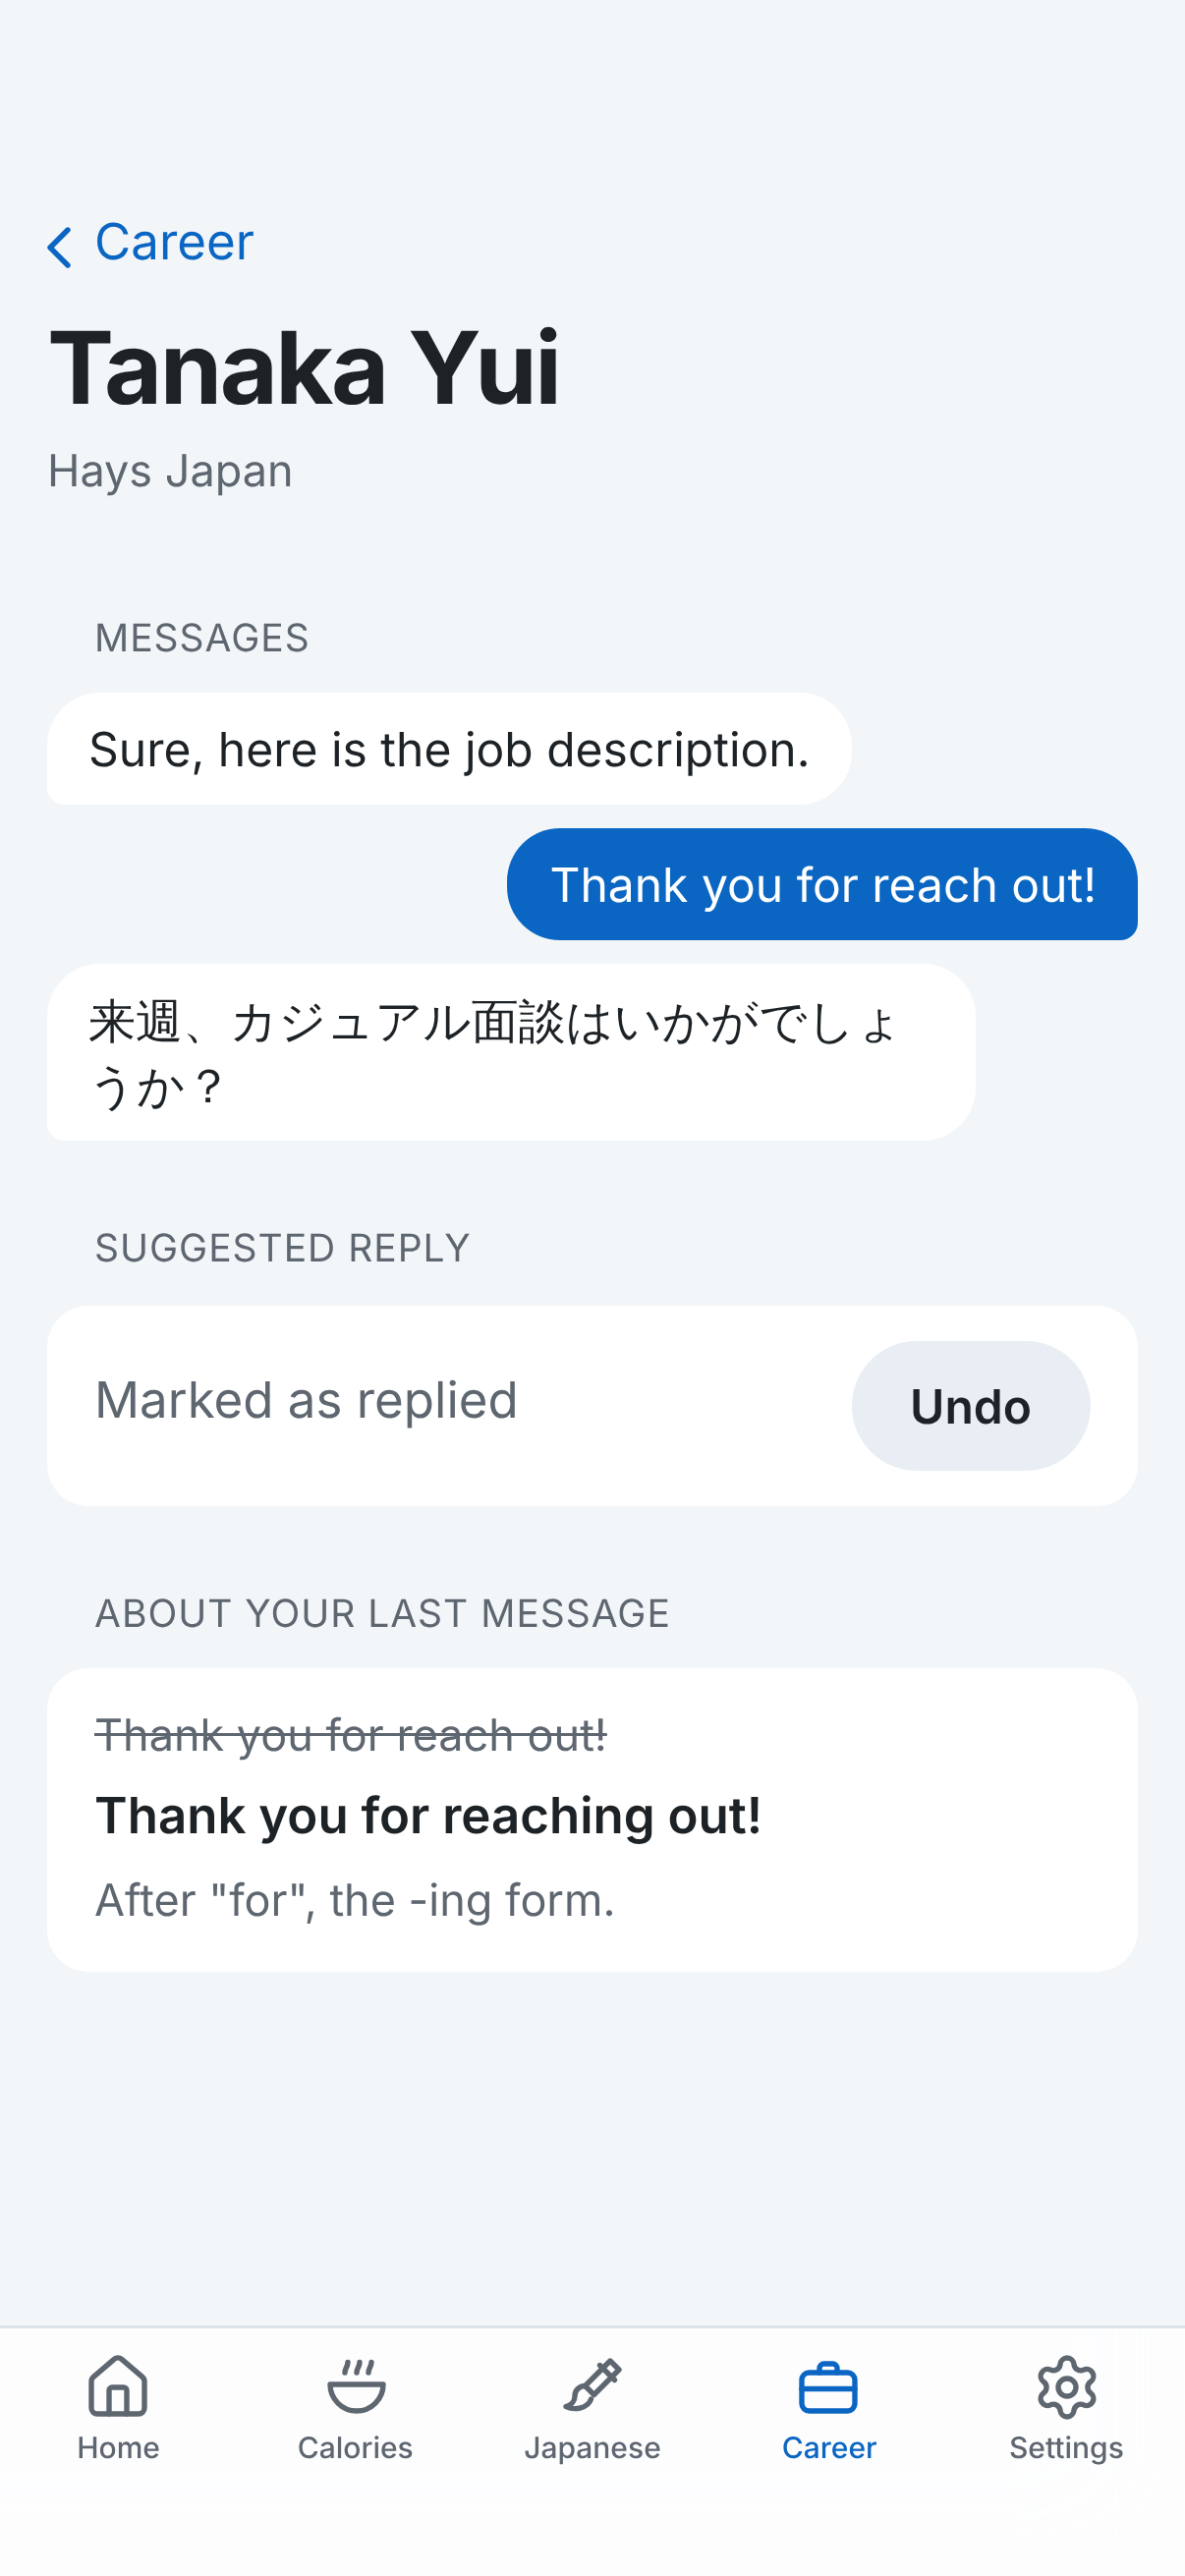 Career
Tanaka Yui
Hays Japan
MESSAGES
Sure, here is the job description.
Thank you for reach out!
来週、カジュアル面談はいかがでしょ
うか？
SUGGESTED REPLY
Marked as replied
Undo
ABOUT YOUR LAST MESSAGE
Thank you for reach out!
Thank you for reaching out!
After "for", the -ing form.
Home
Calories
Japanese
Career
Settings